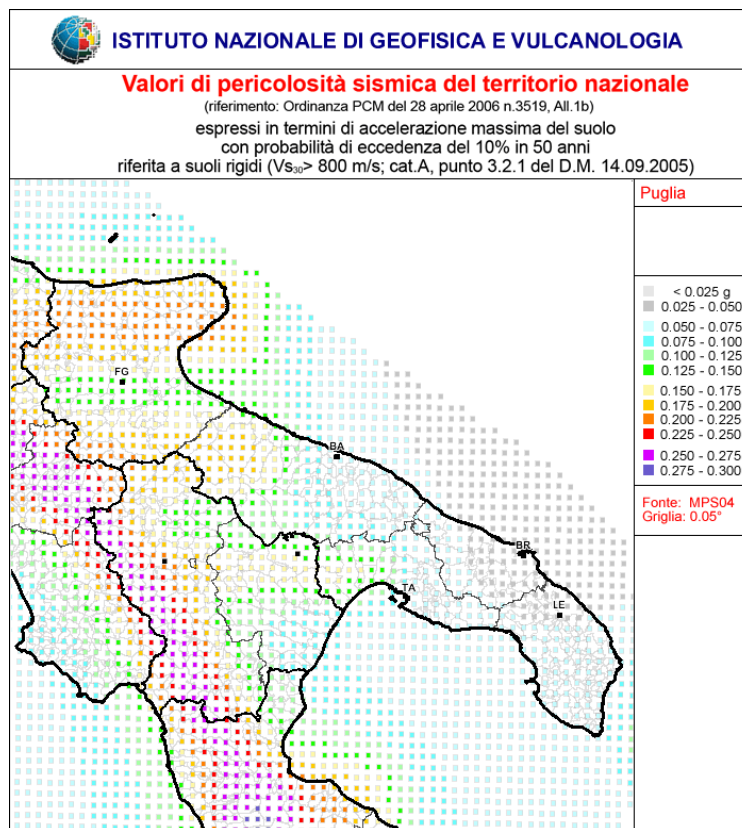 ISTITUTO NAZIONALE DI GEOFISICA E VULCANOLOGIA
Valori di pericolosità sismica del territorio nazionale
(riferimento: Ordinanza PCM del 28 aprile 2006 n.3519, All.1b)
espressi in termini di accelerazione massima del suolo
con probabilità di eccedenza del 10% in 50 anni
riferita a suoli rigidi (Vs₃₀> 800 m/s; cat.A, punto 3.2.1 del D.M. 14.09.2005)
Puglia
< 0.025 g
0.025 - 0.050
0.050 - 0.075
0.075 - 0.100
0.100 - 0.125
0.125 - 0.150
0.150 - 0.175
0.175 - 0.200
0.200 - 0.225
0.225 - 0.250
0.250 - 0.275
0.275 - 0.300
Fonte: MPS04
Griglia: 0.05°
FG
BA
BR
TA
LE